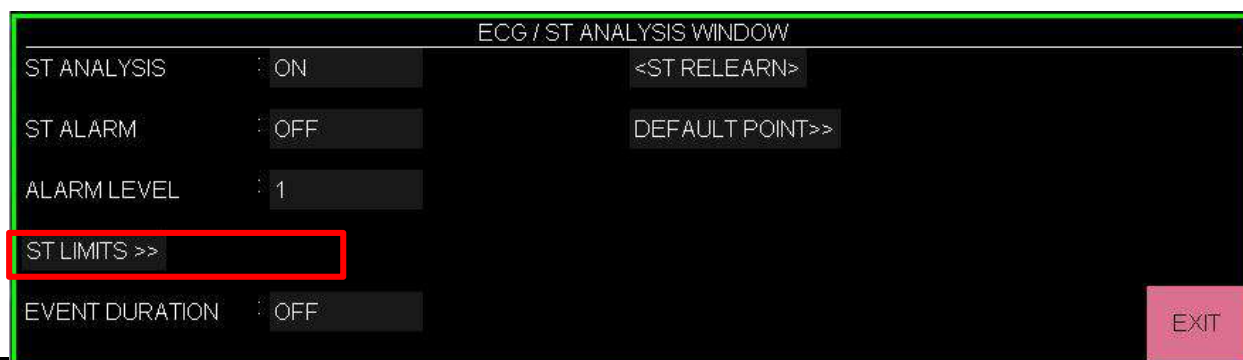 ECG / ST ANALYSIS WINDOW
ST ANALYSIS : ON <ST RELEARN>
ST ALARM : OFF DEFAULT POINT>>
ALARM LEVEL : 1
ST LIMITS >>
EVENT DURATION : OFF
EXIT